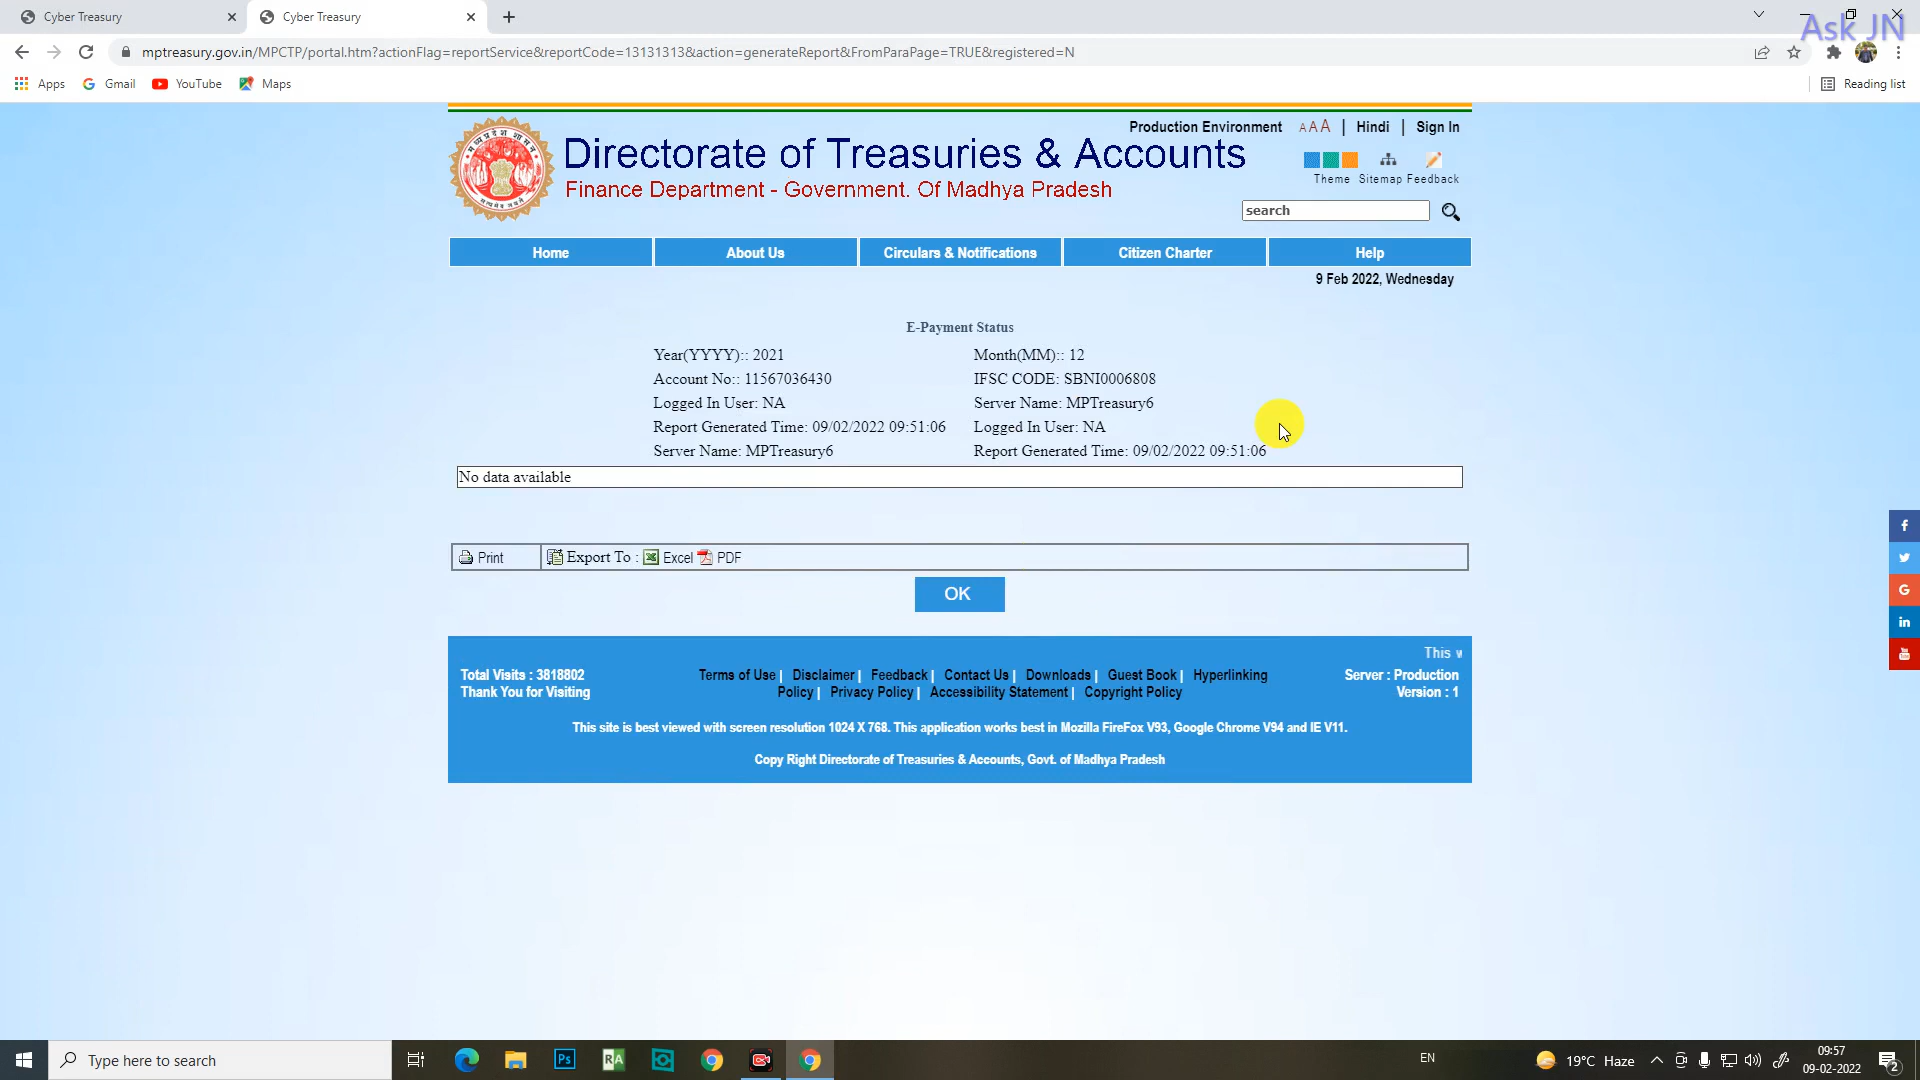 Cyber Treasury
Cyber Treasury
Ask JN
mptreasury.gov.in/MPCTP/portal.htm?actionFlag=reportService&reportCode=13131313&action=generateReport&FromParaPage=TRUE&registered=N
Apps Gmail YouTube Maps
Reading list
Production Environment A A A | Hindi | Sign In
Directorate of Treasuries & Accounts
Finance Department - Government. Of Madhya Pradesh
Theme Sitemap Feedback
search
Home About Us Circulars & Notifications Citizen Charter Help
9 Feb 2022, Wednesday
E-Payment Status
Year(YYYY):: 2021 Month(MM):: 12
Account No:: 11567036430 IFSC CODE: SBNI0006808
Logged In User: NA Server Name: MPTreasury6
Report Generated Time: 09/02/2022 09:51:06 Logged In User: NA
Server Name: MPTreasury6 Report Generated Time: 09/02/2022 09:51:06
No data available
Print Export To : Excel PDF
OK
This w
Total Visits : 3818802 Terms of Use | Disclaimer | Feedback | Contact Us | Downloads | Guest Book | Hyperlinking Server : Production
Thank You for Visiting Policy | Privacy Policy | Accessibility Statement | Copyright Policy Version : 1
This site is best viewed with screen resolution 1024 X 768. This application works best in Mozilla FireFox V93, Google Chrome V94 and IE V11.
Copy Right Directorate of Treasuries & Accounts, Govt. of Madhya Pradesh
Type here to search
Ps
RA
EN
19°C Haze
09:57
09-02-2022
2